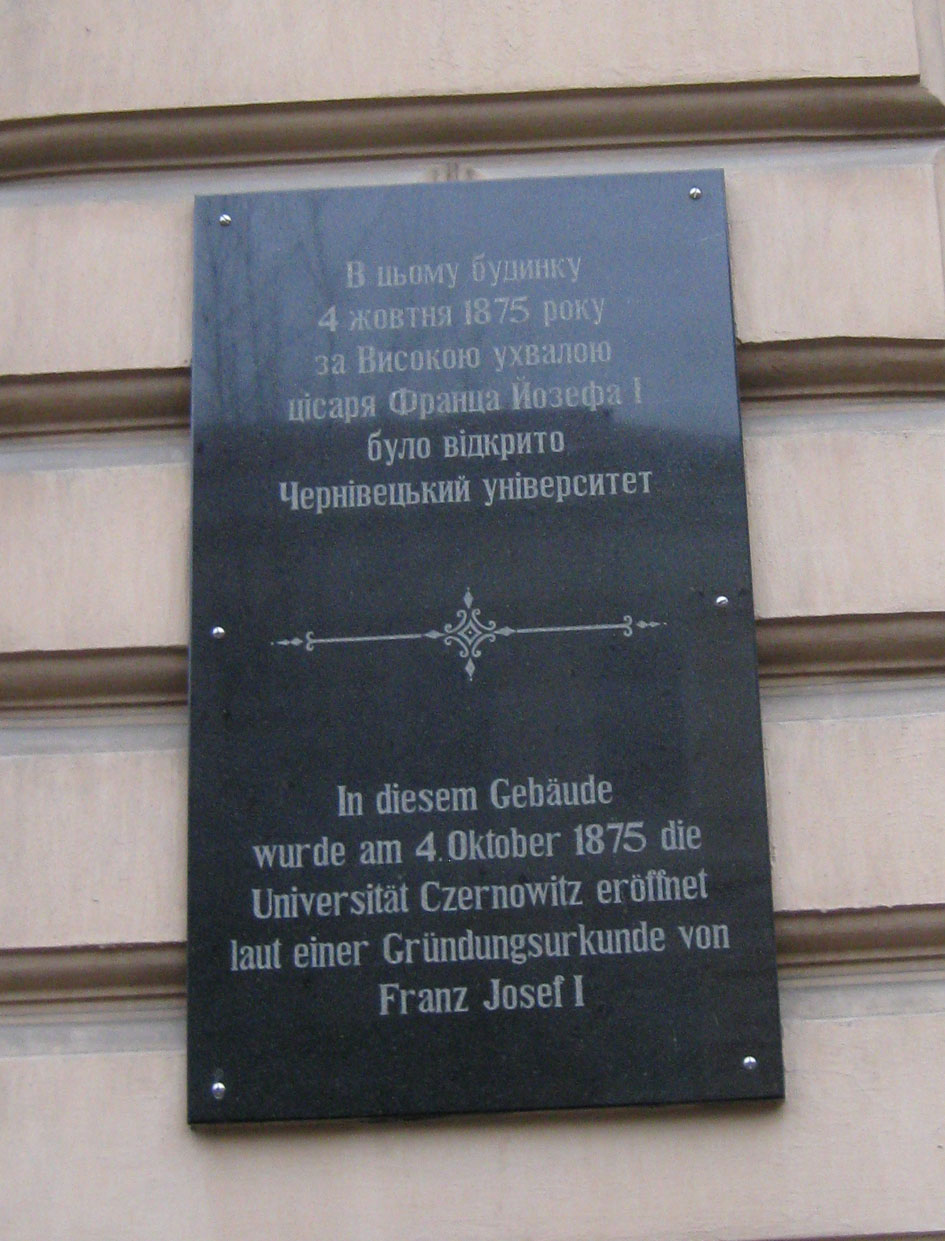 В цьому будинку
4 жовтня 1875 року
за Високою ухвалою
цісаря Франца Йозефа I
було відкрито
Чернівецький університет
In diesem Gebäude
wurde am 4. Oktober 1875 die
Universität Czernowitz eröffnet
laut einer Gründungsurkunde von
Franz Josef I